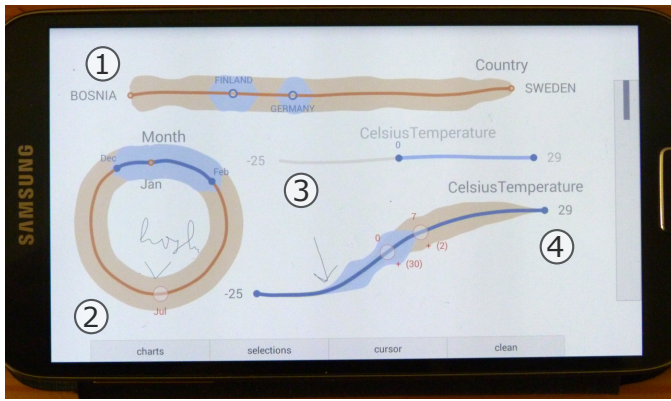 SAMSUNG
1
Country
FINLAND
BOSNIA
SWEDEN
GERMANY
Month
CelsiusTemperature
Dec
0
Feb
-25
29
Jan
3
CelsiusTemperature
7
29
0
+ (2)
4
+ (30)
-25
2
Jul
charts
selections
cursor
clean